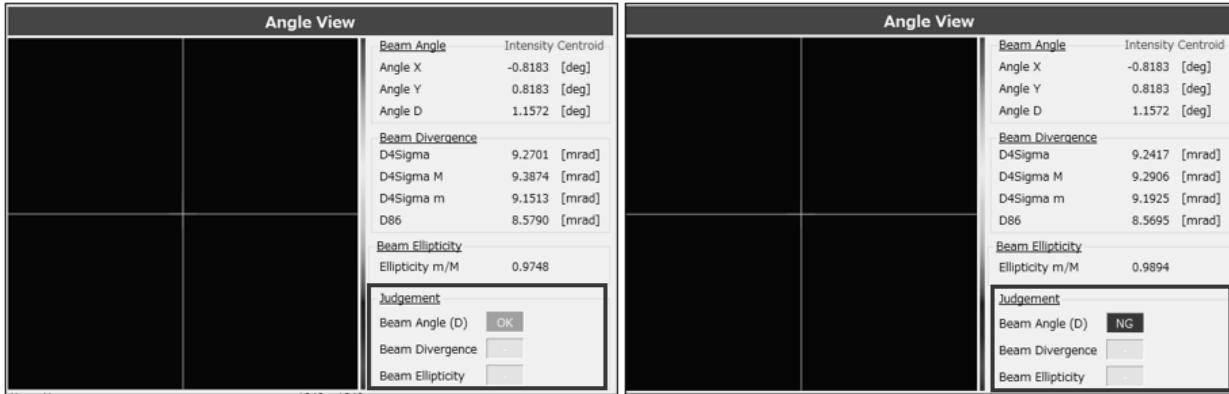 Angle View
Beam Angle Intensity Centroid
Angle X -0.8183 [deg]
Angle Y 0.8183 [deg]
Angle D 1.1572 [deg]
Beam Divergence
D4Sigma 9.2701 [mrad]
D4Sigma M 9.3874 [mrad]
D4Sigma m 9.1513 [mrad]
D86 8.5790 [mrad]
Beam Ellipticity
Ellipticity m/M 0.9748
Judgement
Beam Angle (D) OK
Beam Divergence -
Beam Ellipticity -
Angle View
Beam Angle Intensity Centroid
Angle X -0.8183 [deg]
Angle Y 0.8183 [deg]
Angle D 1.1572 [deg]
Beam Divergence
D4Sigma 9.2417 [mrad]
D4Sigma M 9.2906 [mrad]
D4Sigma m 9.1925 [mrad]
D86 8.5695 [mrad]
Beam Ellipticity
Ellipticity m/M 0.9894
Judgement
Beam Angle (D) NG
Beam Divergence -
Beam Ellipticity -